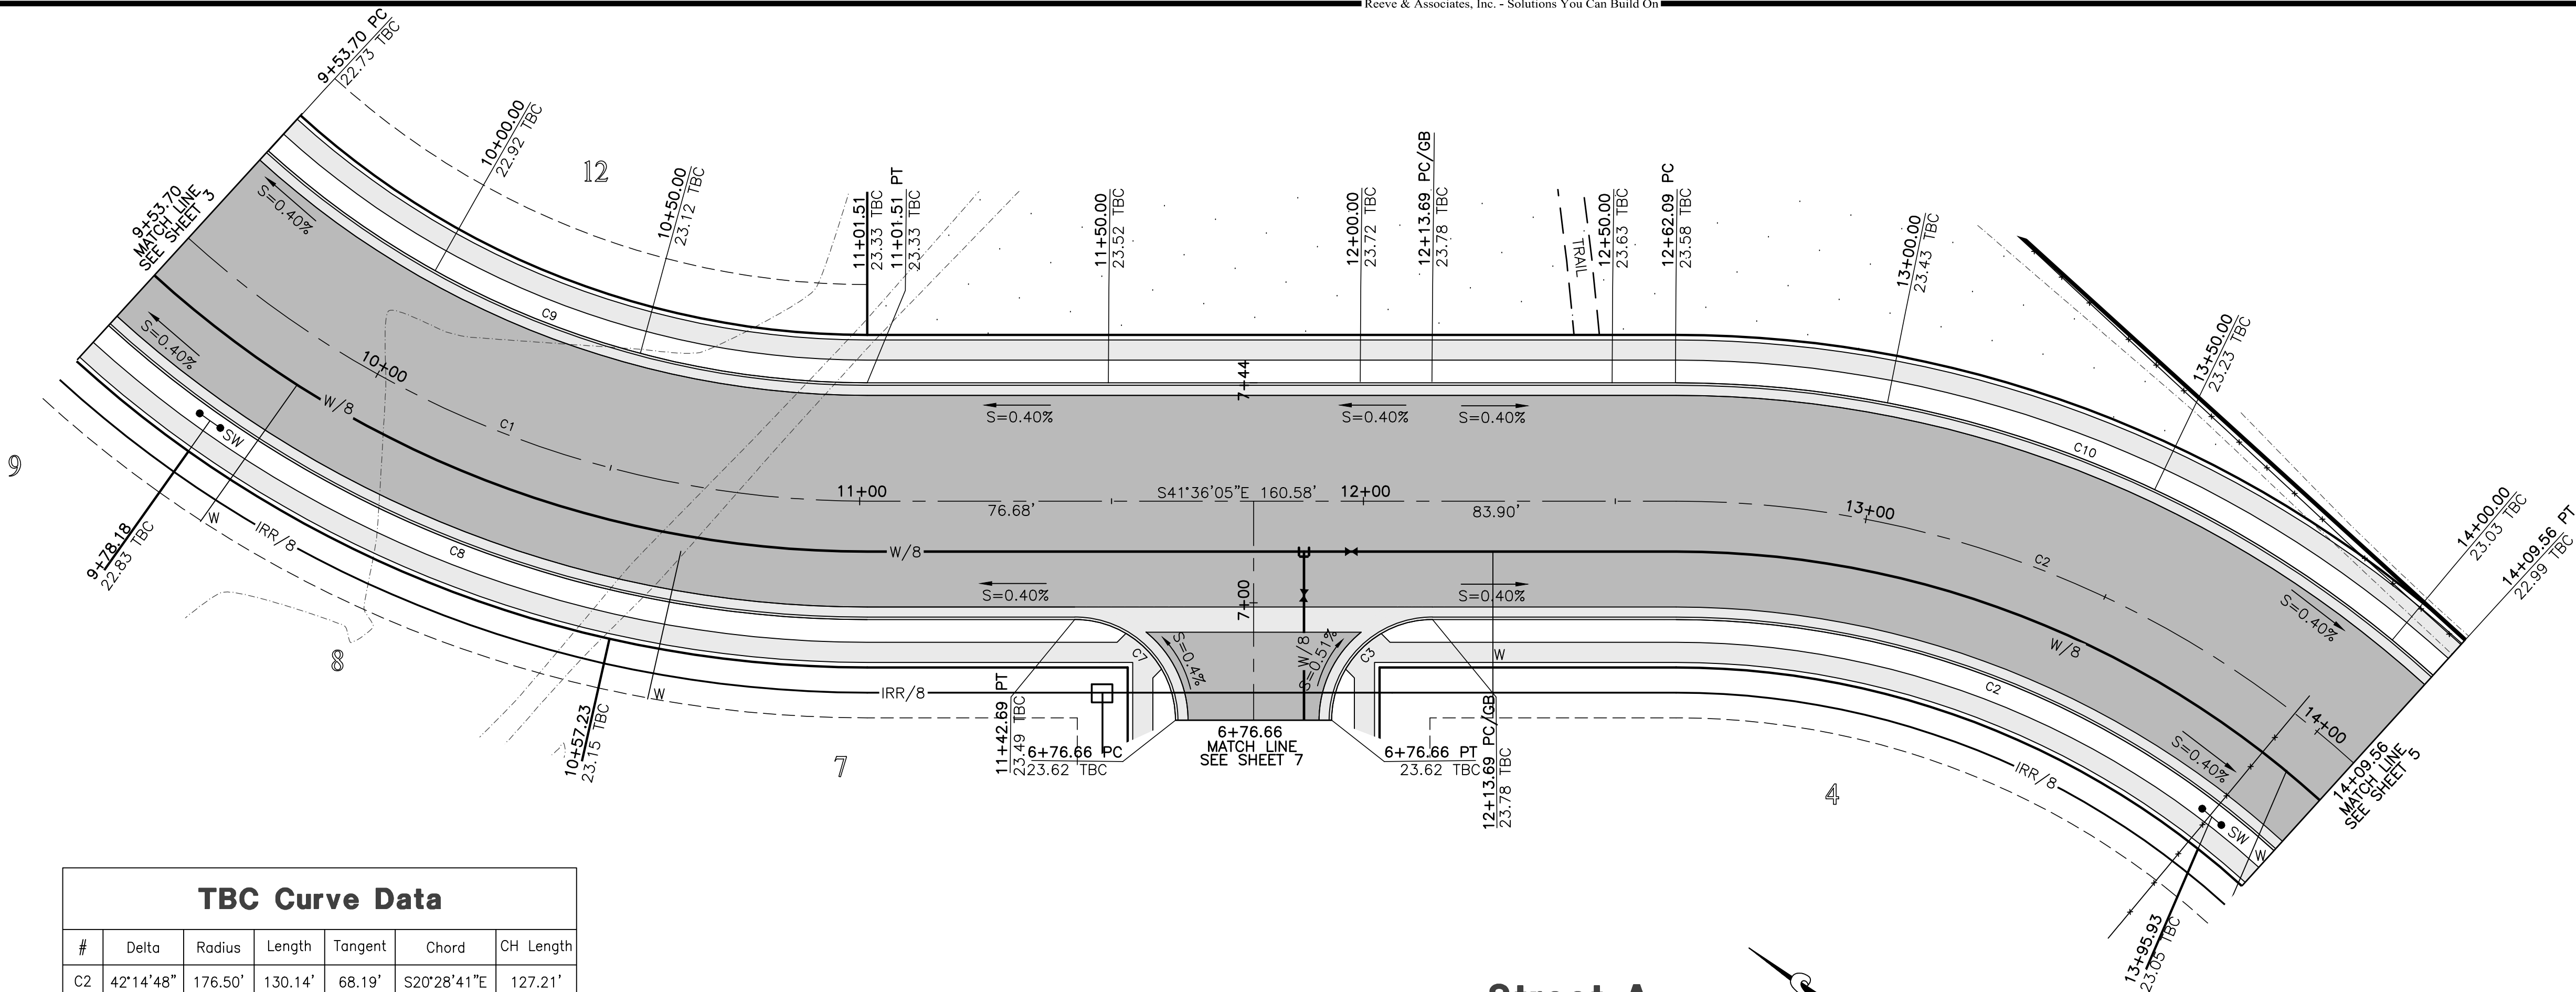 Reeve & Associates, Inc. - Solutions You Can Build On
9+53.70 PC
22.73 TBC
10+00.00
22.92 TBC
12
10+50.00
23.12 TBC
11+01.51
23.33 TBC
11+01.51 PT
23.33 TBC
11+50.00
23.52 TBC
12+00.00
23.72 TBC
12+13.69 PC/GB
23.78 TBC
TRAIL
12+50.00
23.63 TBC
12+62.09 PC
23.58 TBC
13+00.00
23.43 TBC
13+50.00
23.23 TBC
14+00.00
23.03 TBC
14+09.56 PT
22.99 TBC
9+53.70
MATCH LINE
SEE SHEET 3
S=0.40%
S=0.40%
C9
10+00
W/8
C1
7+44
S=0.40%
S=0.40%
S=0.40%
C10
11+00
S41°36'05"E 160.58'
12+00
76.68'
83.90'
13+00
C2
SW
9
W
IRR/8
C8
W/8
9+78.18
22.83 TBC
S=0.40%
7+00
S=0.40%
S=0.40%
W/8
S=0.40%
14+00
8
10+57.23
23.15 TBC
W
IRR/8
C7
S=0.4%
W/8
S=0.51%
C3
W
C2
7
11+42.69 PT
23.49 TBC
6+76.66 PC
23.62 TBC
6+76.66
MATCH LINE
SEE SHEET 7
6+76.66 PT
23.62 TBC
12+13.69 PC/GB
23.78 TBC
4
IRR/8
S=0.40%
SW
W
14+09.56
MATCH LINE
SEE SHEET 5
13+95.93
23.05 TBC
TBC Curve Data
# Delta Radius Length Tangent Chord CH Length
C2 42°14'48" 176.50' 130.14' 68.19' S20°28'41"E 127.21'
Street A